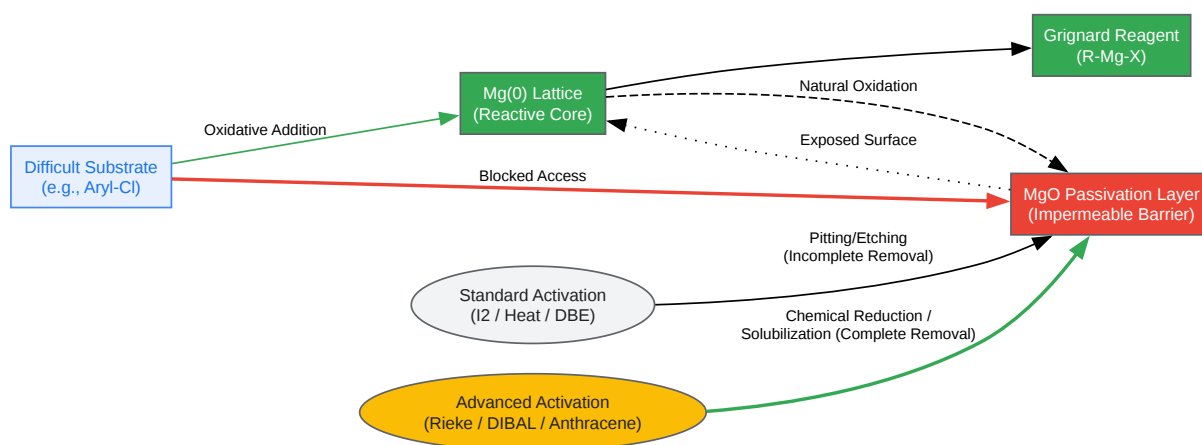 Grignard Reagent
(R-Mg-X)
Mg(0) Lattice
(Reactive Core)
Natural Oxidation
Oxidative Addition
Exposed Surface
Difficult Substrate
(e.g., Aryl-Cl)
Blocked Access
MgO Passivation Layer
(Impermeable Barrier)
Pitting/Etching
(Incomplete Removal)
Standard Activation
(I2 / Heat / DBE)
Chemical Reduction /
Solubilization (Complete Removal)
Advanced Activation
(Rieke / DIBAL / Anthracene)